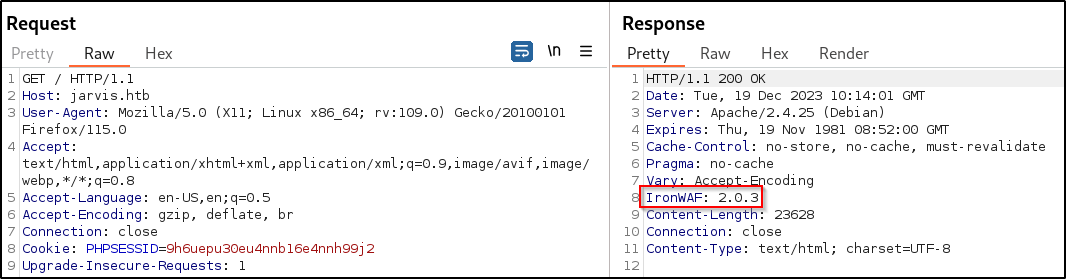 Request
Pretty Raw Hex
\n
1 GET / HTTP/1.1
2 Host: jarvis.htb
3 User-Agent: Mozilla/5.0 (X11; Linux x86_64; rv:109.0) Gecko/20100101
Firefox/115.0
4 Accept:
text/html,application/xhtml+xml,application/xml;q=0.9,image/avif,image/
webp,*/*;q=0.8
5 Accept-Language: en-US,en;q=0.5
6 Accept-Encoding: gzip, deflate, br
7 Connection: close
8 Cookie: PHPSESSID=9h6uepu30eu4nnb16e4nnh99j2
9 Upgrade-Insecure-Requests: 1
Response
Pretty Raw Hex Render
1 HTTP/1.1 200 OK
2 Date: Tue, 19 Dec 2023 10:14:01 GMT
3 Server: Apache/2.4.25 (Debian)
4 Expires: Thu, 19 Nov 1981 08:52:00 GMT
5 Cache-Control: no-store, no-cache, must-revalidate
6 Pragma: no-cache
7 Vary: Accept-Encoding
8 IronWAF: 2.0.3
9 Content-Length: 23628
10 Connection: close
11 Content-Type: text/html; charset=UTF-8
12